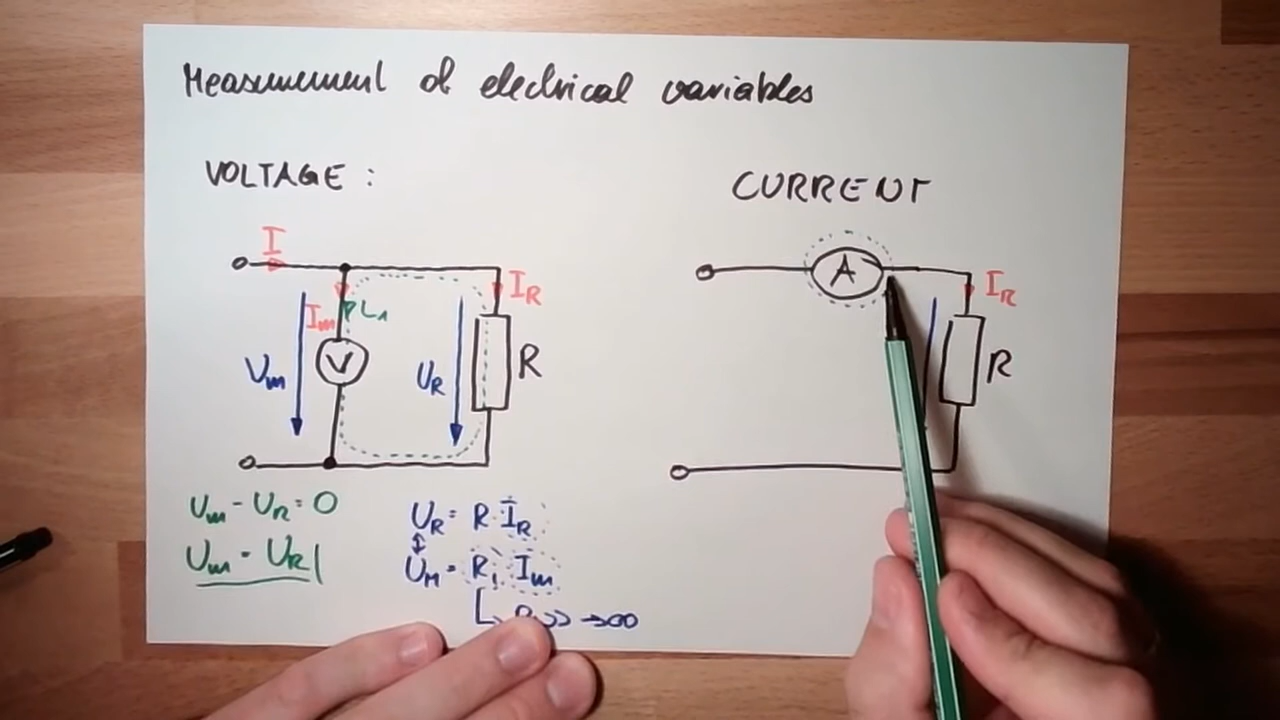 Measurement of electrical variables
VOLTAGE :
I
Im
L1
IR
Um
V
UR
R
Um - UR = 0
Um = UR
UR = R IR
UM = Ri Im
>> → ∞
CURRENT
A
IR
R